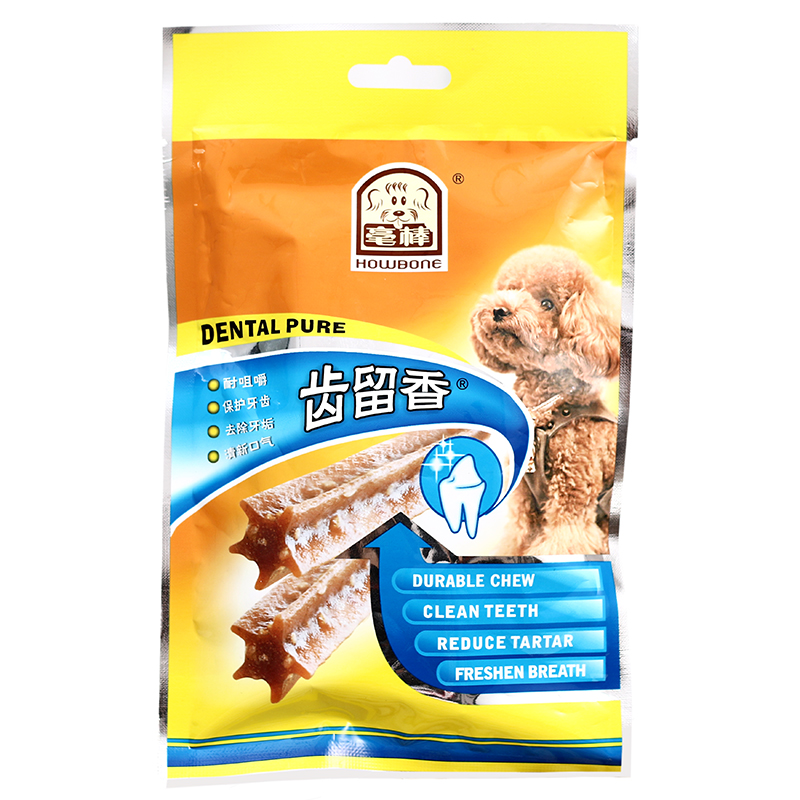 ®
毫棒
HOWBONE
DENTAL PURE
齿留香®
耐咀嚼
保护牙齿
去除牙垢
清新口气
DURABLE CHEW
CLEAN TEETH
REDUCE TARTAR
FRESHEN BREATH